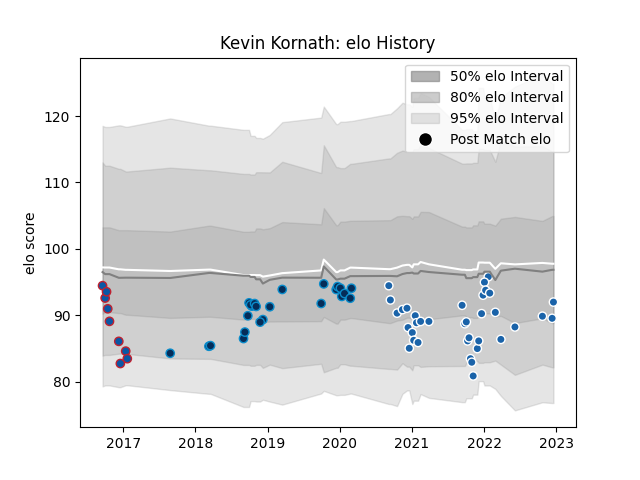 Kevin Kornath: elo History
50% elo Interval
80% elo Interval
95% elo Interval
Post Match elo
elo score
120
110
100
90
80
2017 2018 2019 2020 2021 2022 2023